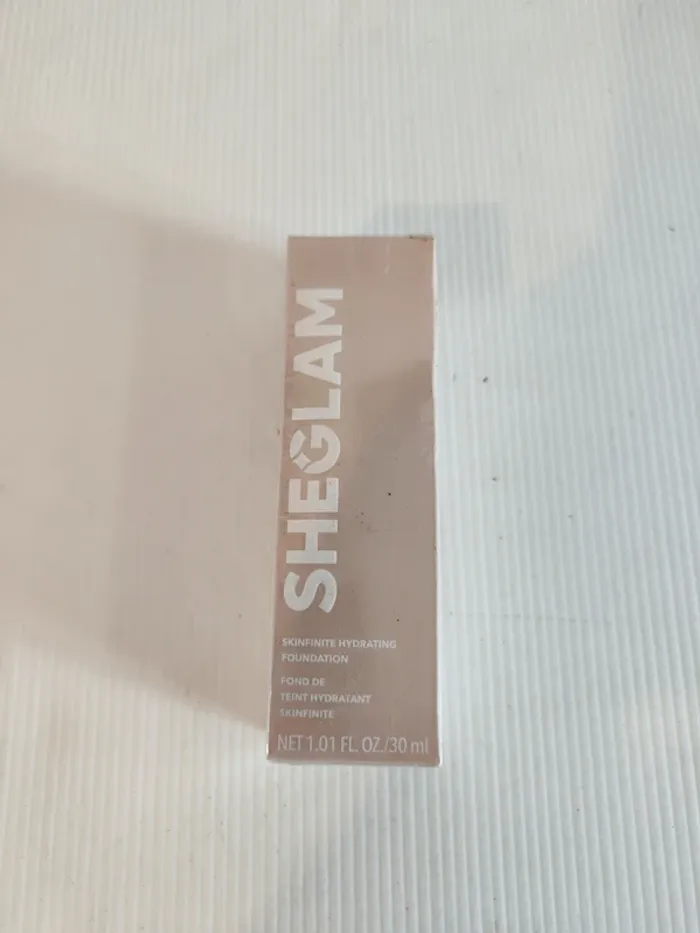 SHEGLAM
SKINFINITE HYDRATING
FOUNDATION
FOND DE
TEINT HYDRATANT
SKINFINITE
NET 1.01 FL. OZ./30 ml